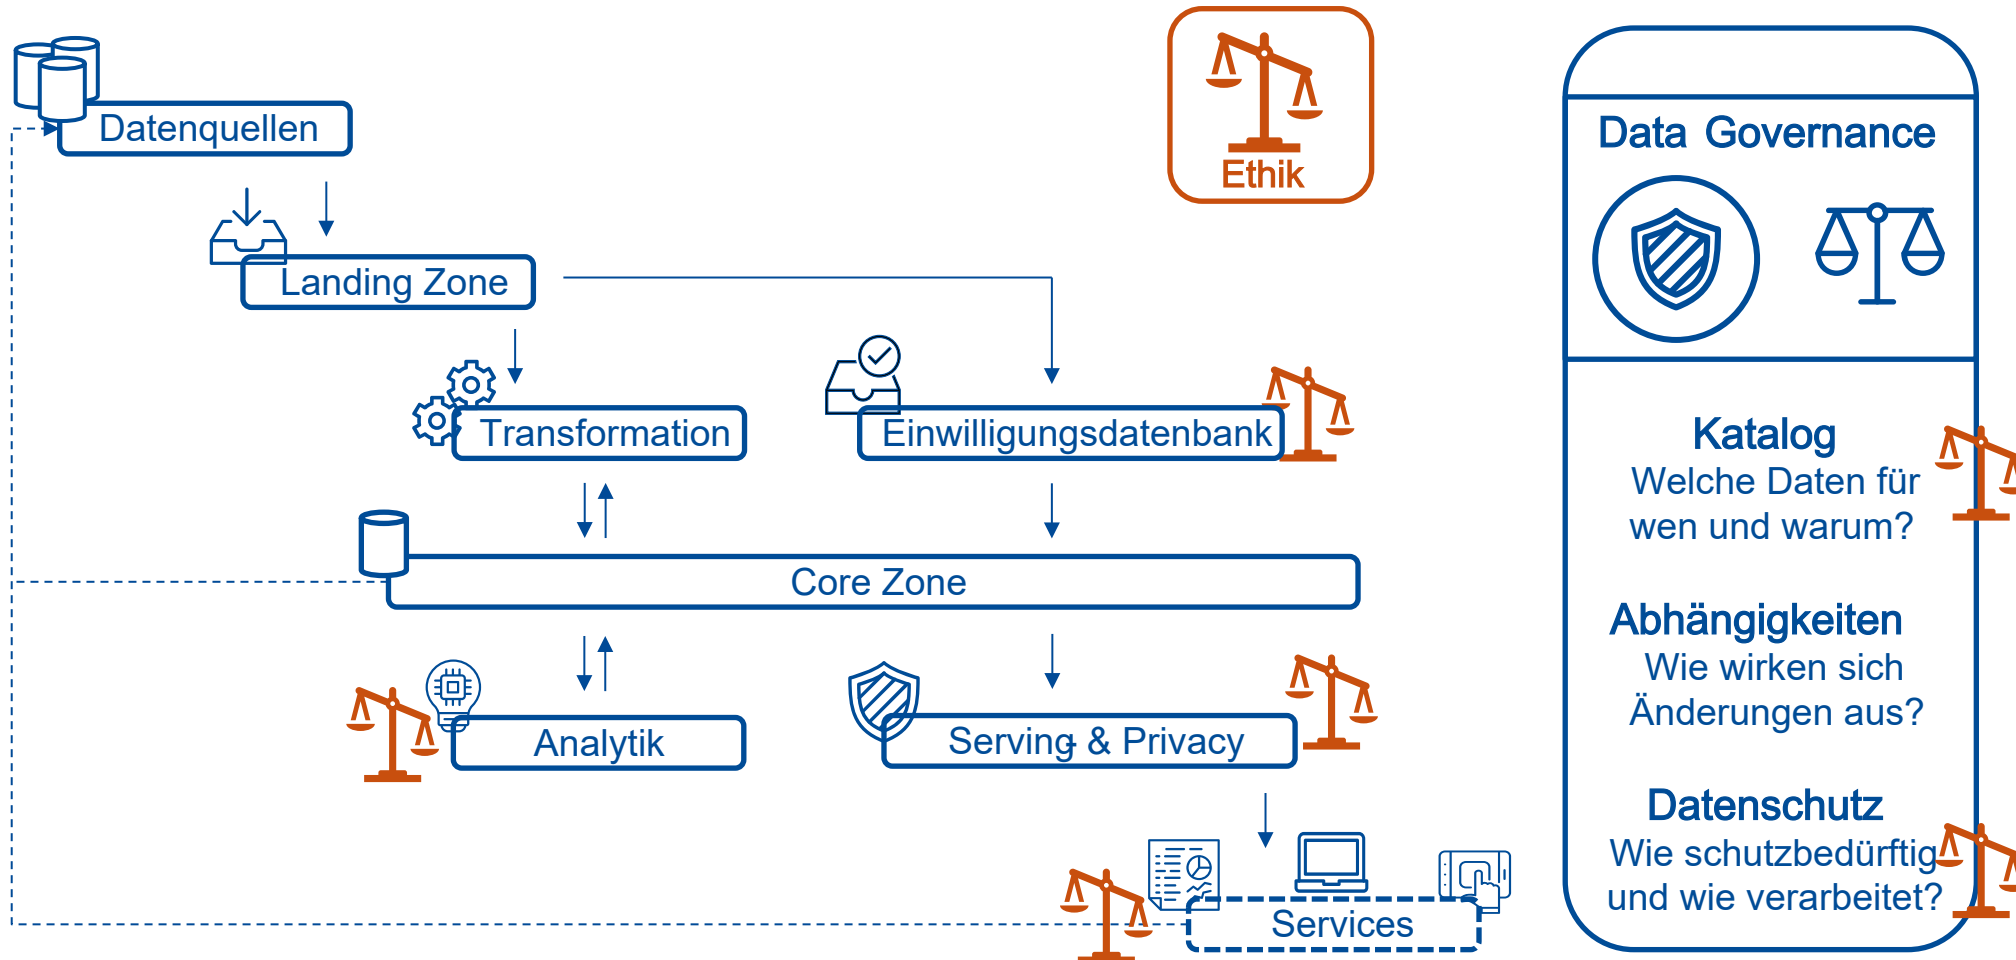 Datenquellen
Landing Zone
Transformation
Einwilligungsdatenbank
Core Zone
Analytik
Serving & Privacy
Services
Ethik
Data Governance
Katalog
Welche Daten für
wen und warum?
Abhängigkeiten
Wie wirken sich
Änderungen aus?
Datenschutz
Wie schutzbedürftig
und wie verarbeitet?